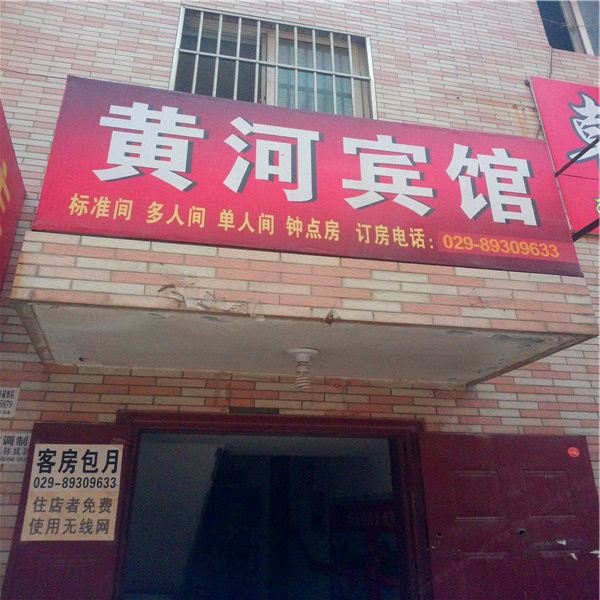 黄河宾馆
标准间 多人间 单人间 钟点房 订房电话：029-89309633
客房包月
029-89309633
住店者免费
使用无线网
调制